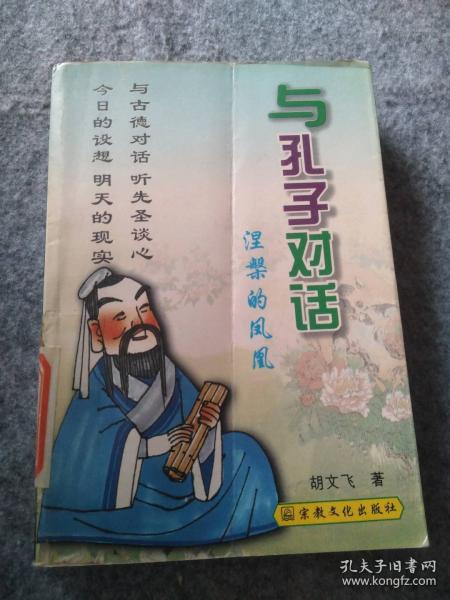 与孔子对话
涅槃的凤凰
与古德对话 听先圣谈心
今日的设想 明天的现实
胡文飞 著
宗教文化出版社
孔夫子旧书网
www.kongfz.com